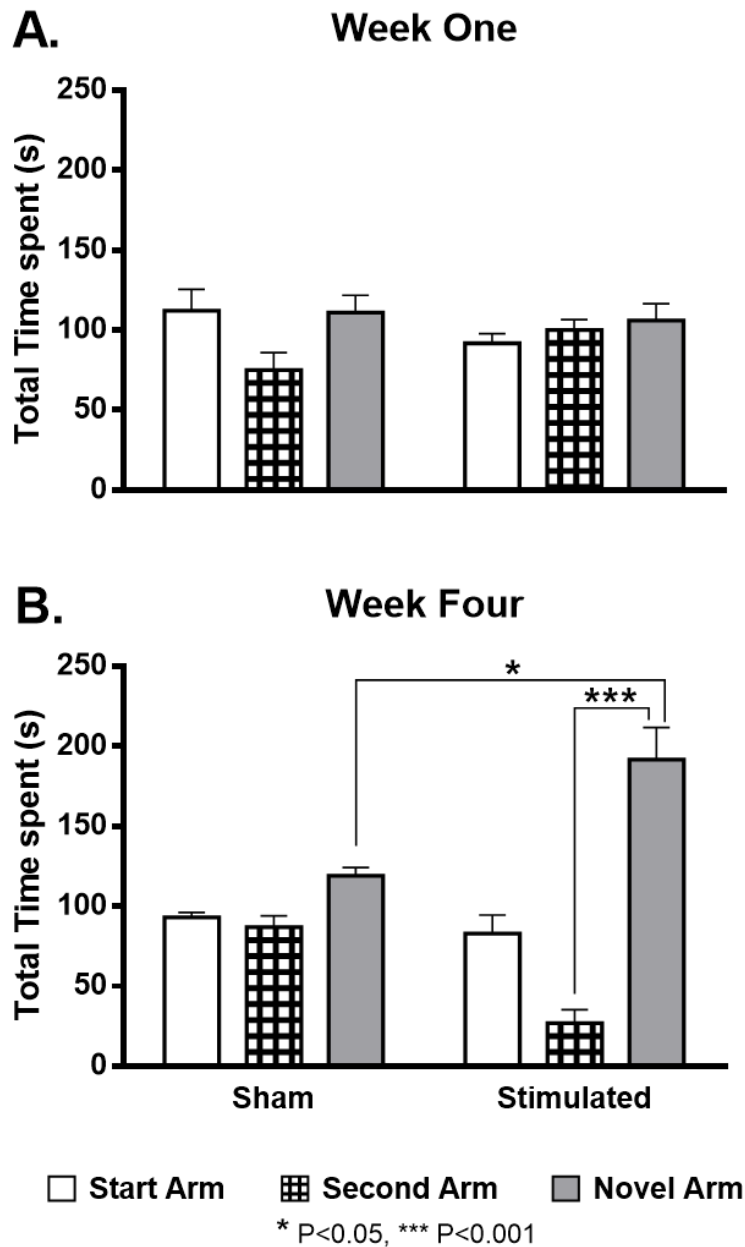 A.
Week One
Total Time spent (s)
250
200
150
100
50
0
B.
Week Four
Total Time spent (s)
250
200
150
100
50
0
*
***
Sham
Stimulated
Start Arm
Second Arm
Novel Arm
* P<0.05, *** P<0.001